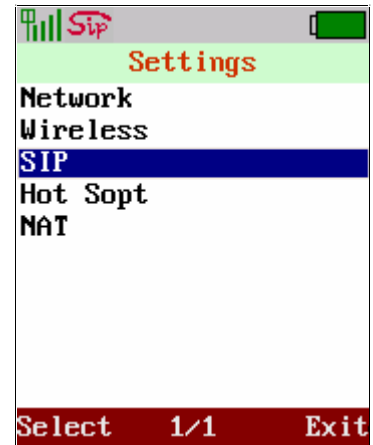 Sip
Settings
Network
Wireless
SIP
Hot Sopt
NAT
Select 1/1 Exit